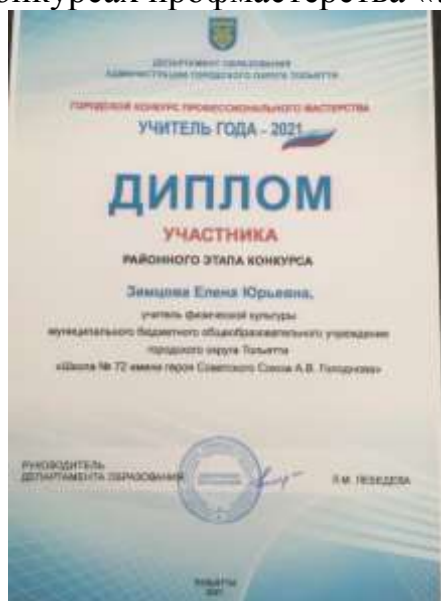 конкурсах профмастерства
ДЕПАРТАМЕНТ ОБРАЗОВАНИЯ
АДМИНИСТРАЦИИ ГОРОДСКОГО ОКРУГА ТОЛЬЯТТИ
ГОРОДСКОЙ КОНКУРС ПРОФЕССИОНАЛЬНОГО МАСТЕРСТВА
УЧИТЕЛЬ ГОДА - 2021
ДИПЛОМ
УЧАСТНИКА
РАЙОННОГО ЭТАПА КОНКУРСА
Земцова Елена Юрьевна,
учитель физической культуры
муниципального бюджетного общеобразовательного учреждения
городского округа Тольятти
«Школа № 72 имени героя Советского Союза А.В. Голоднова»
РУКОВОДИТЕЛЬ
ДЕПАРТАМЕНТА ОБРАЗОВАНИЯ
Л.М. ЛЕБЕДЕВА
ТОЛЬЯТТИ
2021